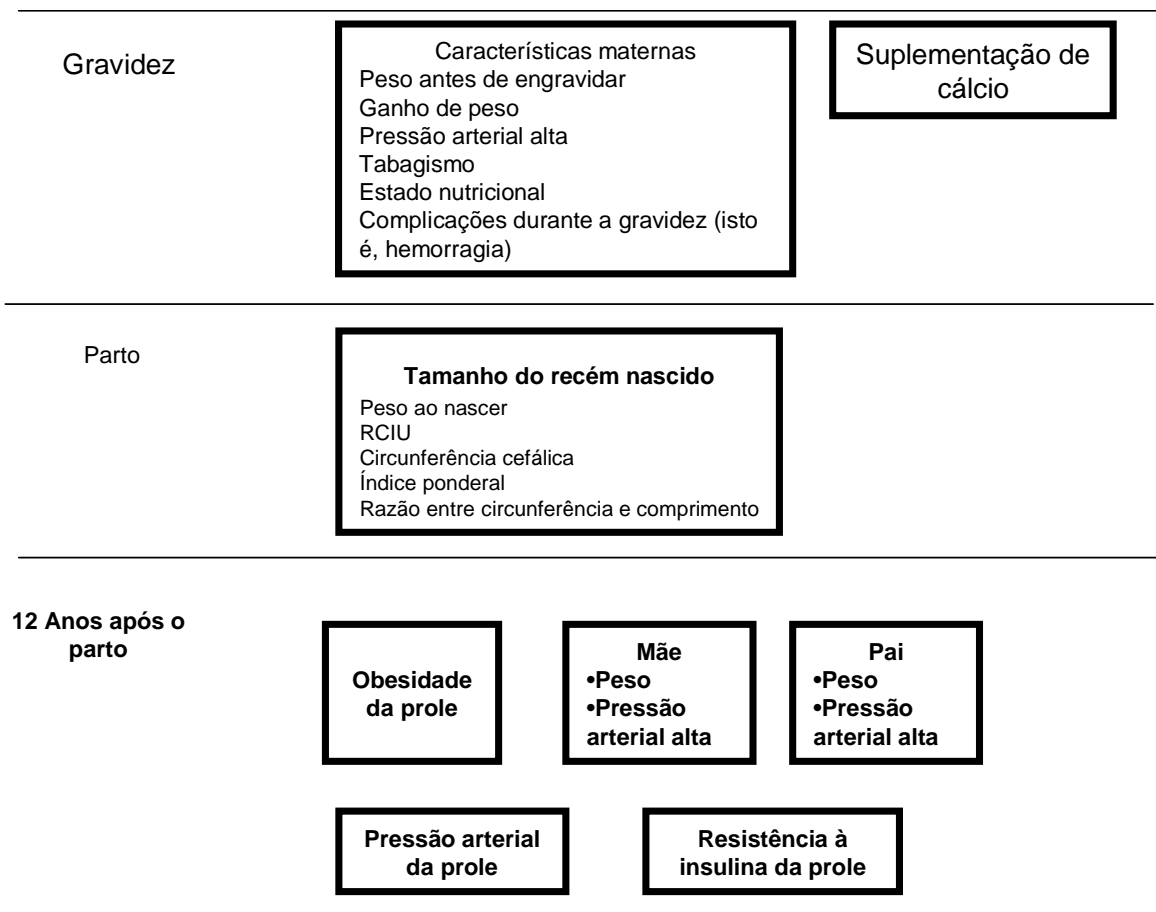 Gravidez
Características maternas
Peso antes de engravidar
Ganho de peso
Pressão arterial alta
Tabagismo
Estado nutricional
Complicações durante a gravidez (isto
é, hemorragia)
Suplementação de
cálcio
Parto
Tamanho do recém nascido
Peso ao nascer
RCIU
Circunferência cefálica
Índice ponderal
Razão entre circunferência e comprimento
12 Anos após o
parto
Obesidade
da prole
Mãe
•Peso
•Pressão
arterial alta
Pai
•Peso
•Pressão
arterial alta
Pressão arterial
da prole
Resistência à
insulina da prole